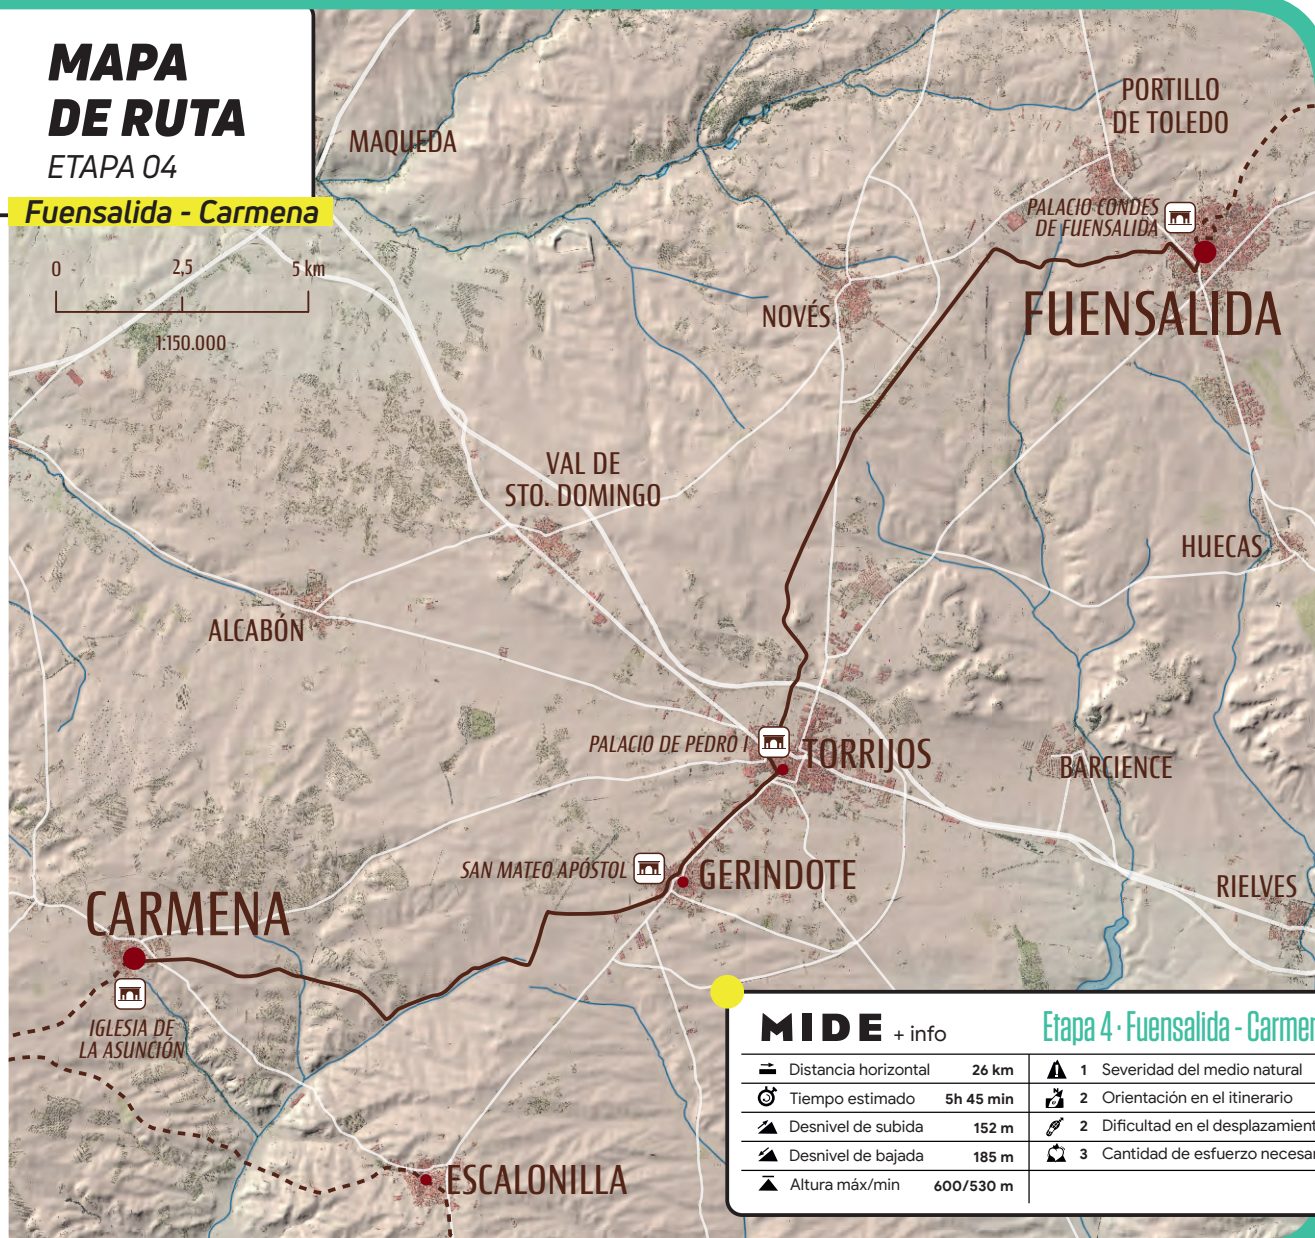 MAPA
DE RUTA
ETAPA 04
Fuensalida - Carmena
0 2,5 5 km
1:150.000
MAQUEDA
PORTILLO
DE TOLEDO
PALACIO CONDES
DE FUENSALIDA
FUENSALIDA
NOVÉS
VAL DE
STO. DOMINGO
HUECAS
ALCABÓN
PALACIO DE PEDRO I
TORRIJOS
BARCIENCE
SAN MATEO APÓSTOL
GERINDOTE
RIELVES
CARMENA
IGLESIA DE
LA ASUNCIÓN
ESCALONILLA
MIDE + info
Etapa 4 · Fuensalida - Carmen
Distancia horizontal 26 km
1 Severidad del medio natural
Tiempo estimado 5h 45 min
2 Orientación en el itinerario
Desnivel de subida 152 m
2 Dificultad en el desplazamient
Desnivel de bajada 185 m
3 Cantidad de esfuerzo necesar
Altura máx/min 600/530 m